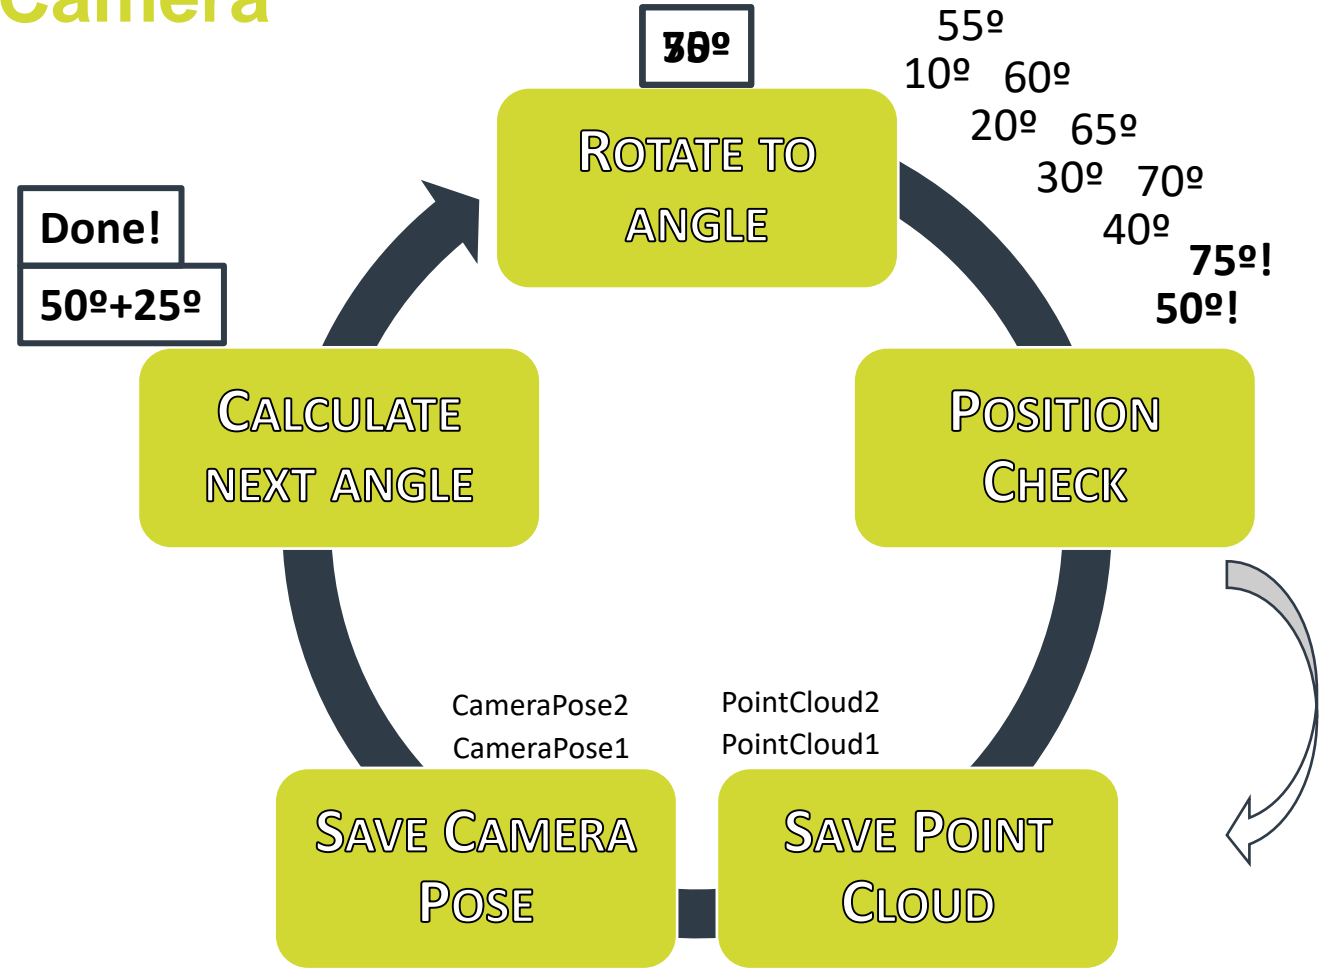 Camera
55º
10º 60º
20º 65º
30º 70º
40º
75º!
50º!
ROTATE TO
ANGLE
Done!
50º+25º
CALCULATE
NEXT ANGLE
POSITION
CHECK
CameraPose2
CameraPose1
PointCloud2
PointCloud1
SAVE CAMERA
POSE
SAVE POINT
CLOUD